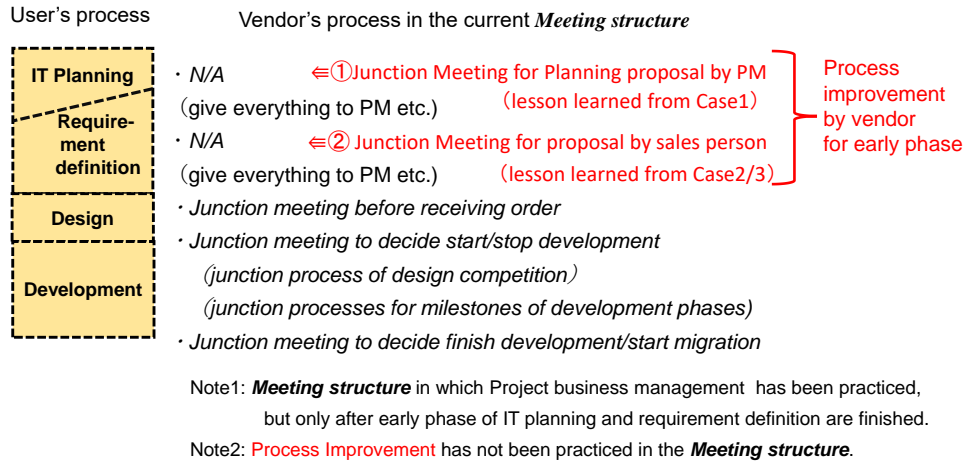 User's process
Vendor's process in the current Meeting structure
IT Planning
Require-
ment
definition
Design
Development
・N/A
⇐①Junction Meeting for Planning proposal by PM
（give everything to PM etc.）
（lesson learned from Case1）
・N/A
⇐② Junction Meeting for proposal by sales person
（give everything to PM etc.）
（lesson learned from Case2/3）
Process
improvement
by vendor
for early phase
・Junction meeting before receiving order
・Junction meeting to decide start/stop development
（junction process of design competition）
（junction processes for milestones of development phases)
・Junction meeting to decide finish development/start migration
Note1: Meeting structure in which Project business management has been practiced,
but only after early phase of IT planning and requirement definition are finished.
Note2: Process Improvement has not been practiced in the Meeting structure.